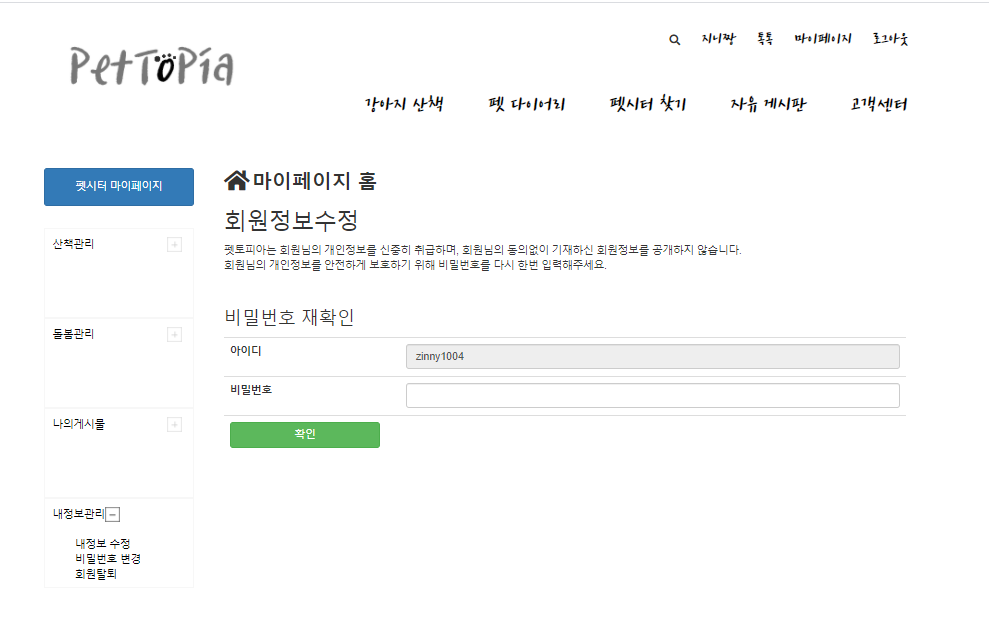 지니짱 톡톡 마이페이지 로그아웃
PetToPia
강아지 산책 펫 다이어리 펫시터 찾기 자유 게시판 고객센터
펫시터 마이페이지
산책관리
돌봄관리
나의게시물
내정보관리
내정보 수정
비밀번호 변경
회원탈퇴
마이페이지 홈
회원정보수정
펫토피아는 회원님의 개인정보를 신중히 취급하며, 회원님의 동의없이 기재하신 회원정보를 공개하지 않습니다.
회원님의 개인정보를 안전하게 보호하기 위해 비밀번호를 다시 한번 입력해주세요.
비밀번호 재확인
아이디 zinny1004
비밀번호
확인